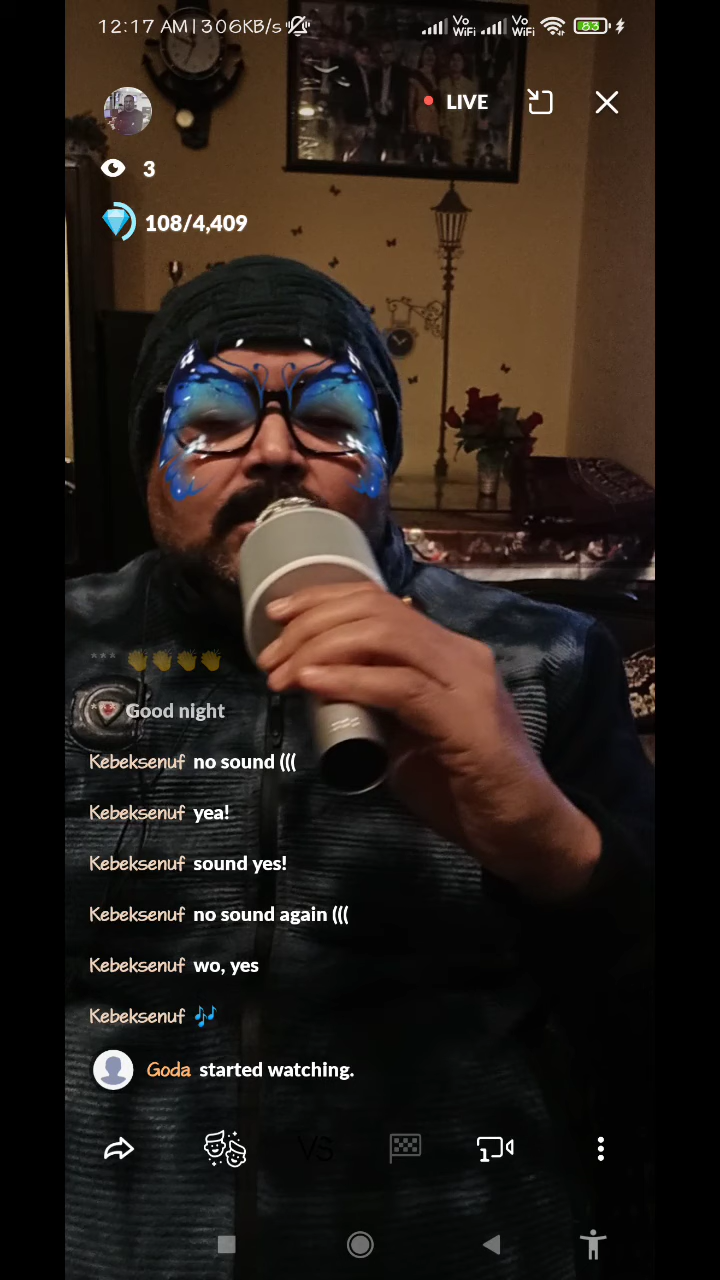 12:17 AM | 306KB/s
Vo WiFi
Vo WiFi
83
LIVE
3
108/4,409
*** 👏👏👏👏
Good night
Kebeksenuf no sound (((
Kebeksenuf yea!
Kebeksenuf sound yes!
Kebeksenuf no sound again (((
Kebeksenuf wo, yes
Kebeksenuf 🎶
Goda started watching.
VS
1